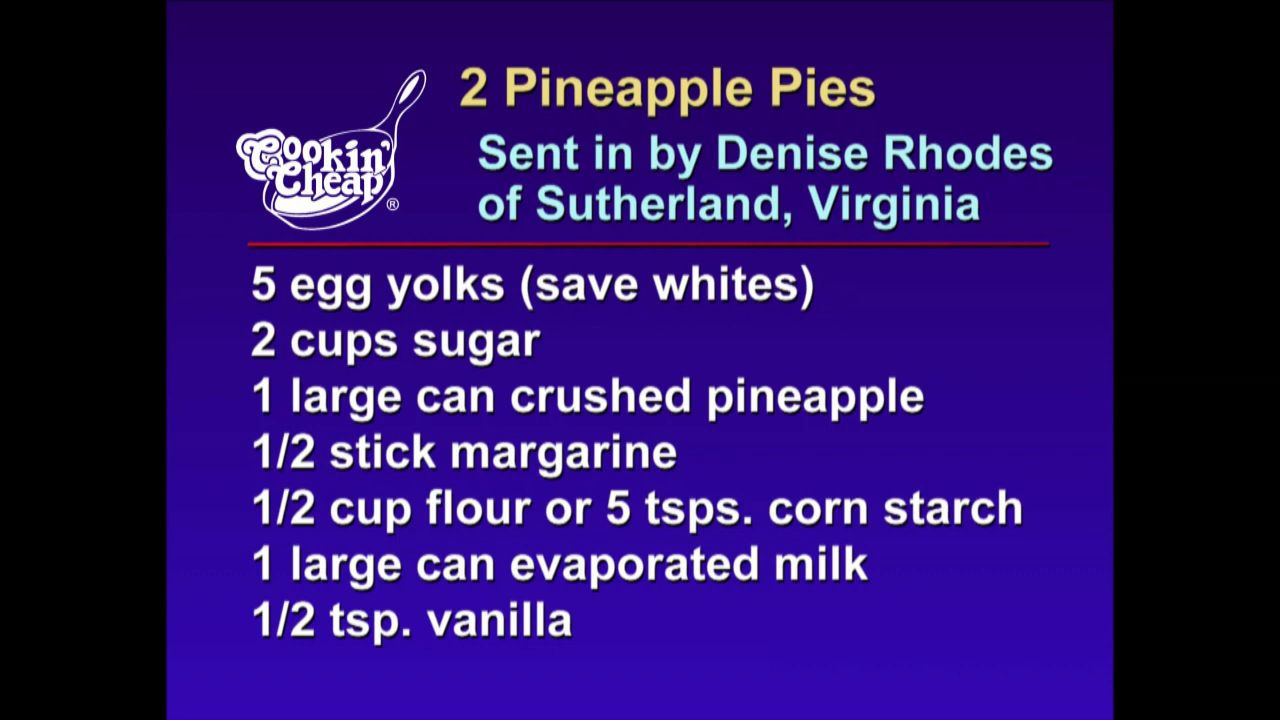 2 Pineapple Pies
Cookin'
Cheap
®
Sent in by Denise Rhodes
of Sutherland, Virginia
5 egg yolks (save whites)
2 cups sugar
1 large can crushed pineapple
1/2 stick margarine
1/2 cup flour or 5 tsps. corn starch
1 large can evaporated milk
1/2 tsp. vanilla